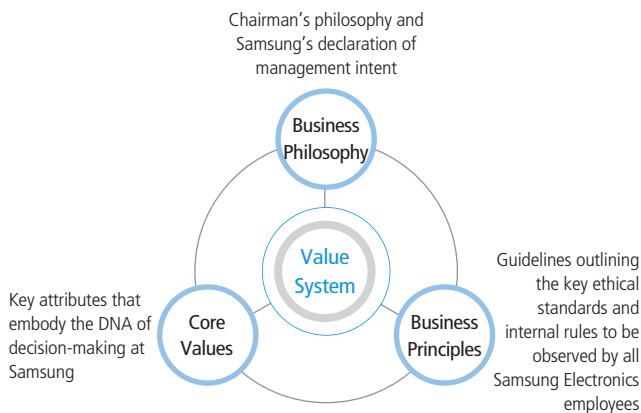 Chairman’s philosophy and
Samsung’s declaration of
management intent
Business
Philosophy
Value
System
Key attributes that
embody the DNA of
decision-making at
Samsung
Core
Values
Business
Principles
Guidelines outlining
the key ethical
standards and
internal rules to be
observed by all
Samsung Electronics
employees